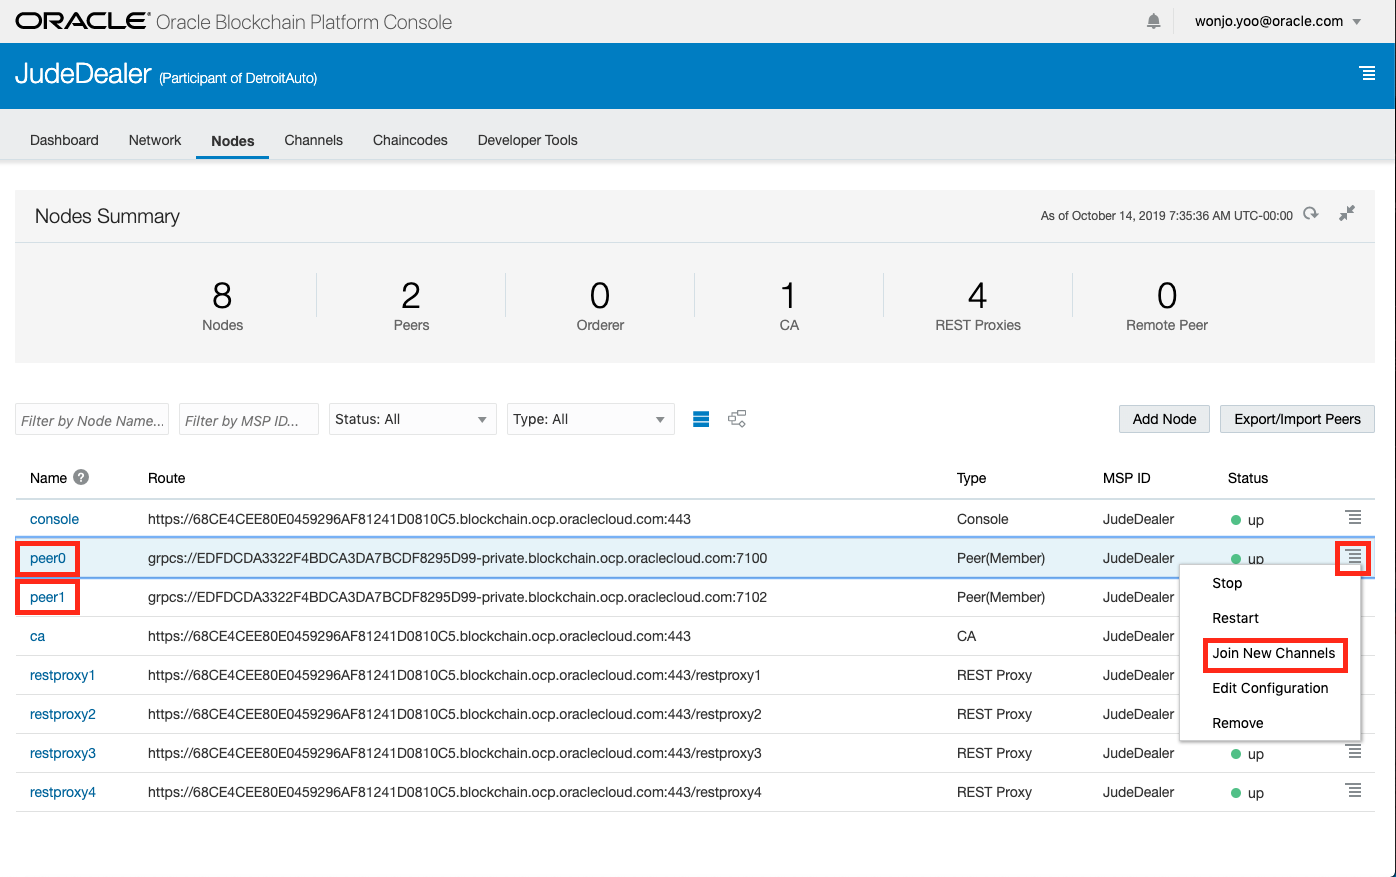 ORACLE® Oracle Blockchain Platform Console
wonjo.yoo@oracle.com
JudeDealer (Participant of DetroitAuto)
Dashboard Network Nodes Channels Chaincodes Developer Tools
Nodes Summary
As of October 14, 2019 7:35:36 AM UTC-00:00
8 2 0 1 4 0
Nodes Peers Orderer CA REST Proxies Remote Peer
Filter by Node Name... Filter by MSP ID... Status: All Type: All Add Node Export/Import Peers
Name ? Route Type MSP ID Status
console https://68CE4CEE80E0459296AF81241D0810C5.blockchain.ocp.oraclecloud.com:443 Console JudeDealer up
peer0 grpcs://EDFDCDA3322F4BDCA3DA7BCDF8295D99-private.blockchain.ocp.oraclecloud.com:7100 Peer(Member) JudeDealer up
peer1 grpcs://EDFDCDA3322F4BDCA3DA7BCDF8295D99-private.blockchain.ocp.oraclecloud.com:7102 Peer(Member) JudeDealer
ca https://68CE4CEE80E0459296AF81241D0810C5.blockchain.ocp.oraclecloud.com:443 CA JudeDealer
restproxy1 https://68CE4CEE80E0459296AF81241D0810C5.blockchain.ocp.oraclecloud.com:443/restproxy1 REST Proxy JudeDealer
restproxy2 https://68CE4CEE80E0459296AF81241D0810C5.blockchain.ocp.oraclecloud.com:443/restproxy2 REST Proxy JudeDealer
restproxy3 https://68CE4CEE80E0459296AF81241D0810C5.blockchain.ocp.oraclecloud.com:443/restproxy3 REST Proxy JudeDealer up
restproxy4 https://68CE4CEE80E0459296AF81241D0810C5.blockchain.ocp.oraclecloud.com:443/restproxy4 REST Proxy JudeDealer up
Stop
Restart
Join New Channels
Edit Configuration
Remove